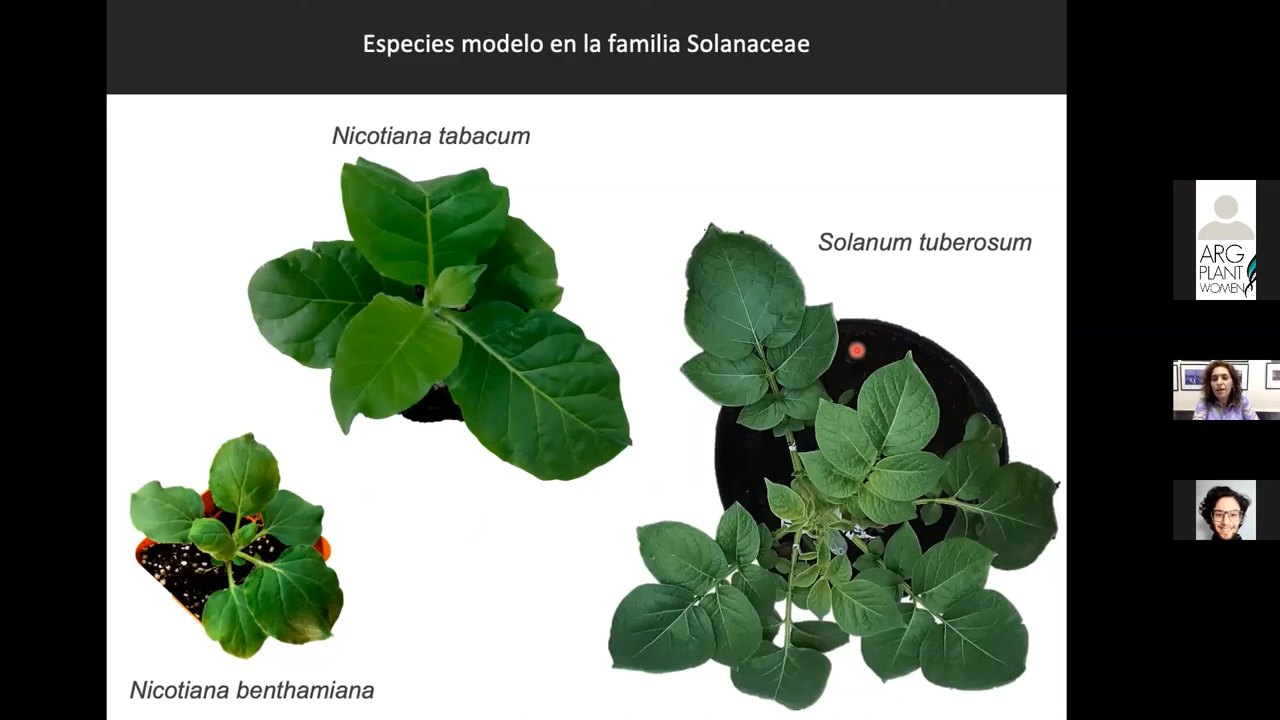 Especies modelo en la familia Solanaceae
Nicotiana tabacum
Solanum tuberosum
Nicotiana benthamiana
ARG
PLANT
WOMEN